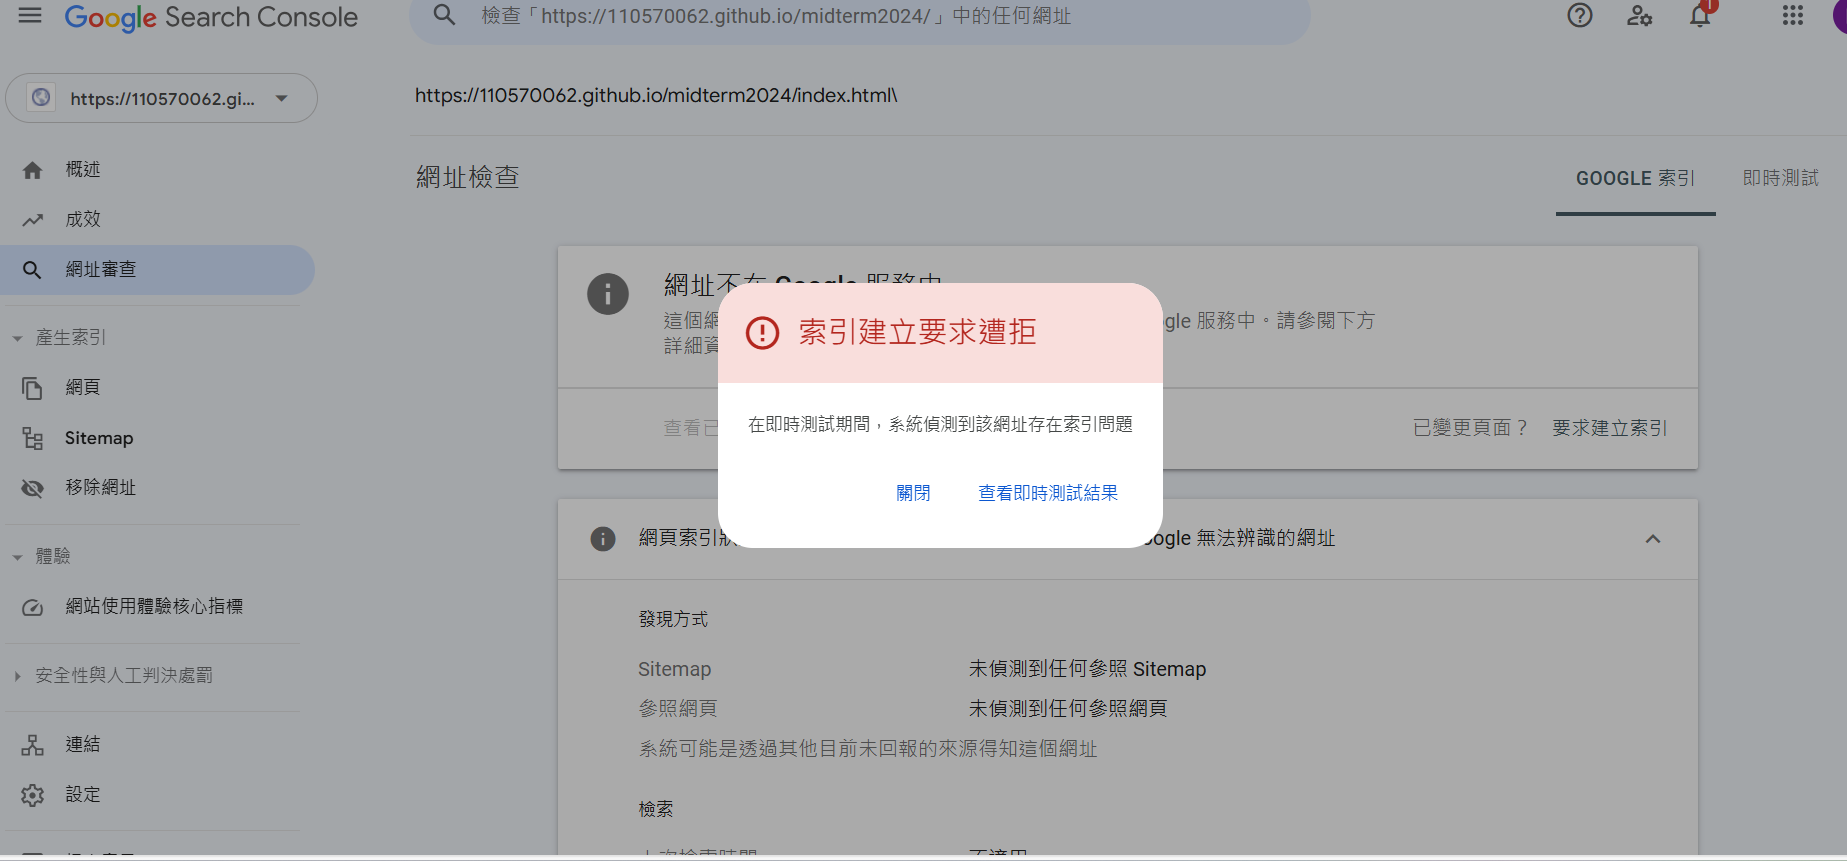 Google Search Console
檢查「https://110570062.github.io/midterm2024/」中的任何網址
https://110570062.gi...
https://110570062.github.io/midterm2024/index.html\
概述
成效
網址審查
產生索引
網頁
Sitemap
移除網址
體驗
網站使用體驗核心指標
安全性與人工判決處罰
連結
設定
網址檢查
GOOGLE 索引
即時測試
網址不在 Google 服務中
這個網
gle 服務中。請參閱下方
詳細資
查看已
已變更頁面？
要求建立索引
索引建立要求遭拒
在即時測試期間，系統偵測到該網址存在索引問題
關閉
查看即時測試結果
網頁索引狀
oogle 無法辨識的網址
發現方式
Sitemap
未偵測到任何參照 Sitemap
參照網頁
未偵測到任何參照網頁
系統可能是透過其他目前未回報的來源得知這個網址
檢索
上次檢索時間
不適用